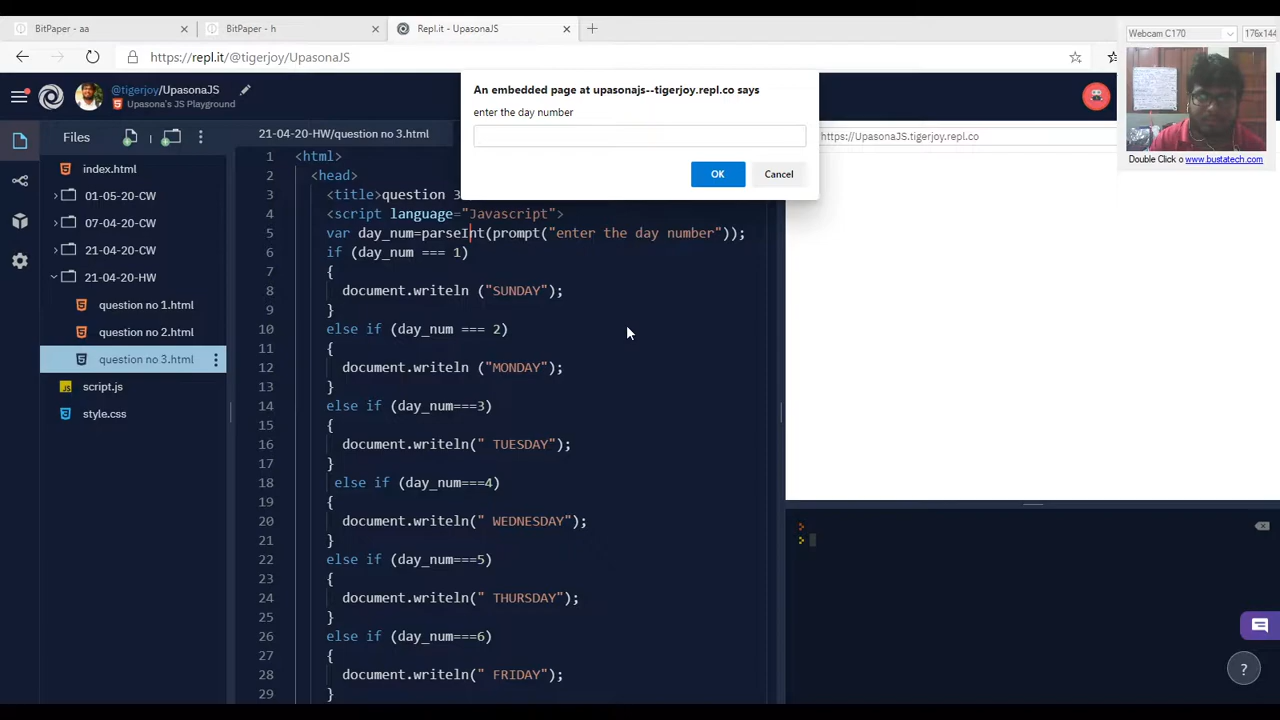 BitPaper - aa
BitPaper - h
Repl.it - UpasonaJS
https://repl.it/@tigerjoy/UpasonaJS
Webcam C170
176x144
Double Click o www.bustatech.com
@tigerjoy/UpasonaJS
Upasona's JS Playground
An embedded page at upasonajs--tigerjoy.repl.co says
enter the day number
OK
Cancel
Files
index.html
01-05-20-CW
07-04-20-CW
21-04-20-CW
21-04-20-HW
question no 1.html
question no 2.html
question no 3.html
script.js
style.css
21-04-20-HW/question no 3.html
1 <html>
2 <head>
3 <title>question 3
4 <script language="Javascript">
5 var day_num=parseInt(prompt("enter the day number"));
6 if (day_num === 1)
7 {
8 document.writeln ("SUNDAY");
9 }
10 else if (day_num === 2)
11 {
12 document.writeln ("MONDAY");
13 }
14 else if (day_num===3)
15 {
16 document.writeln(" TUESDAY");
17 }
18 else if (day_num===4)
19 {
20 document.writeln(" WEDNESDAY");
21 }
22 else if (day_num===5)
23 {
24 document.writeln(" THURSDAY");
25 }
26 else if (day_num===6)
27 {
28 document.writeln(" FRIDAY");
29 }
https://UpasonaJS.tigerjoy.repl.co
>
>
?